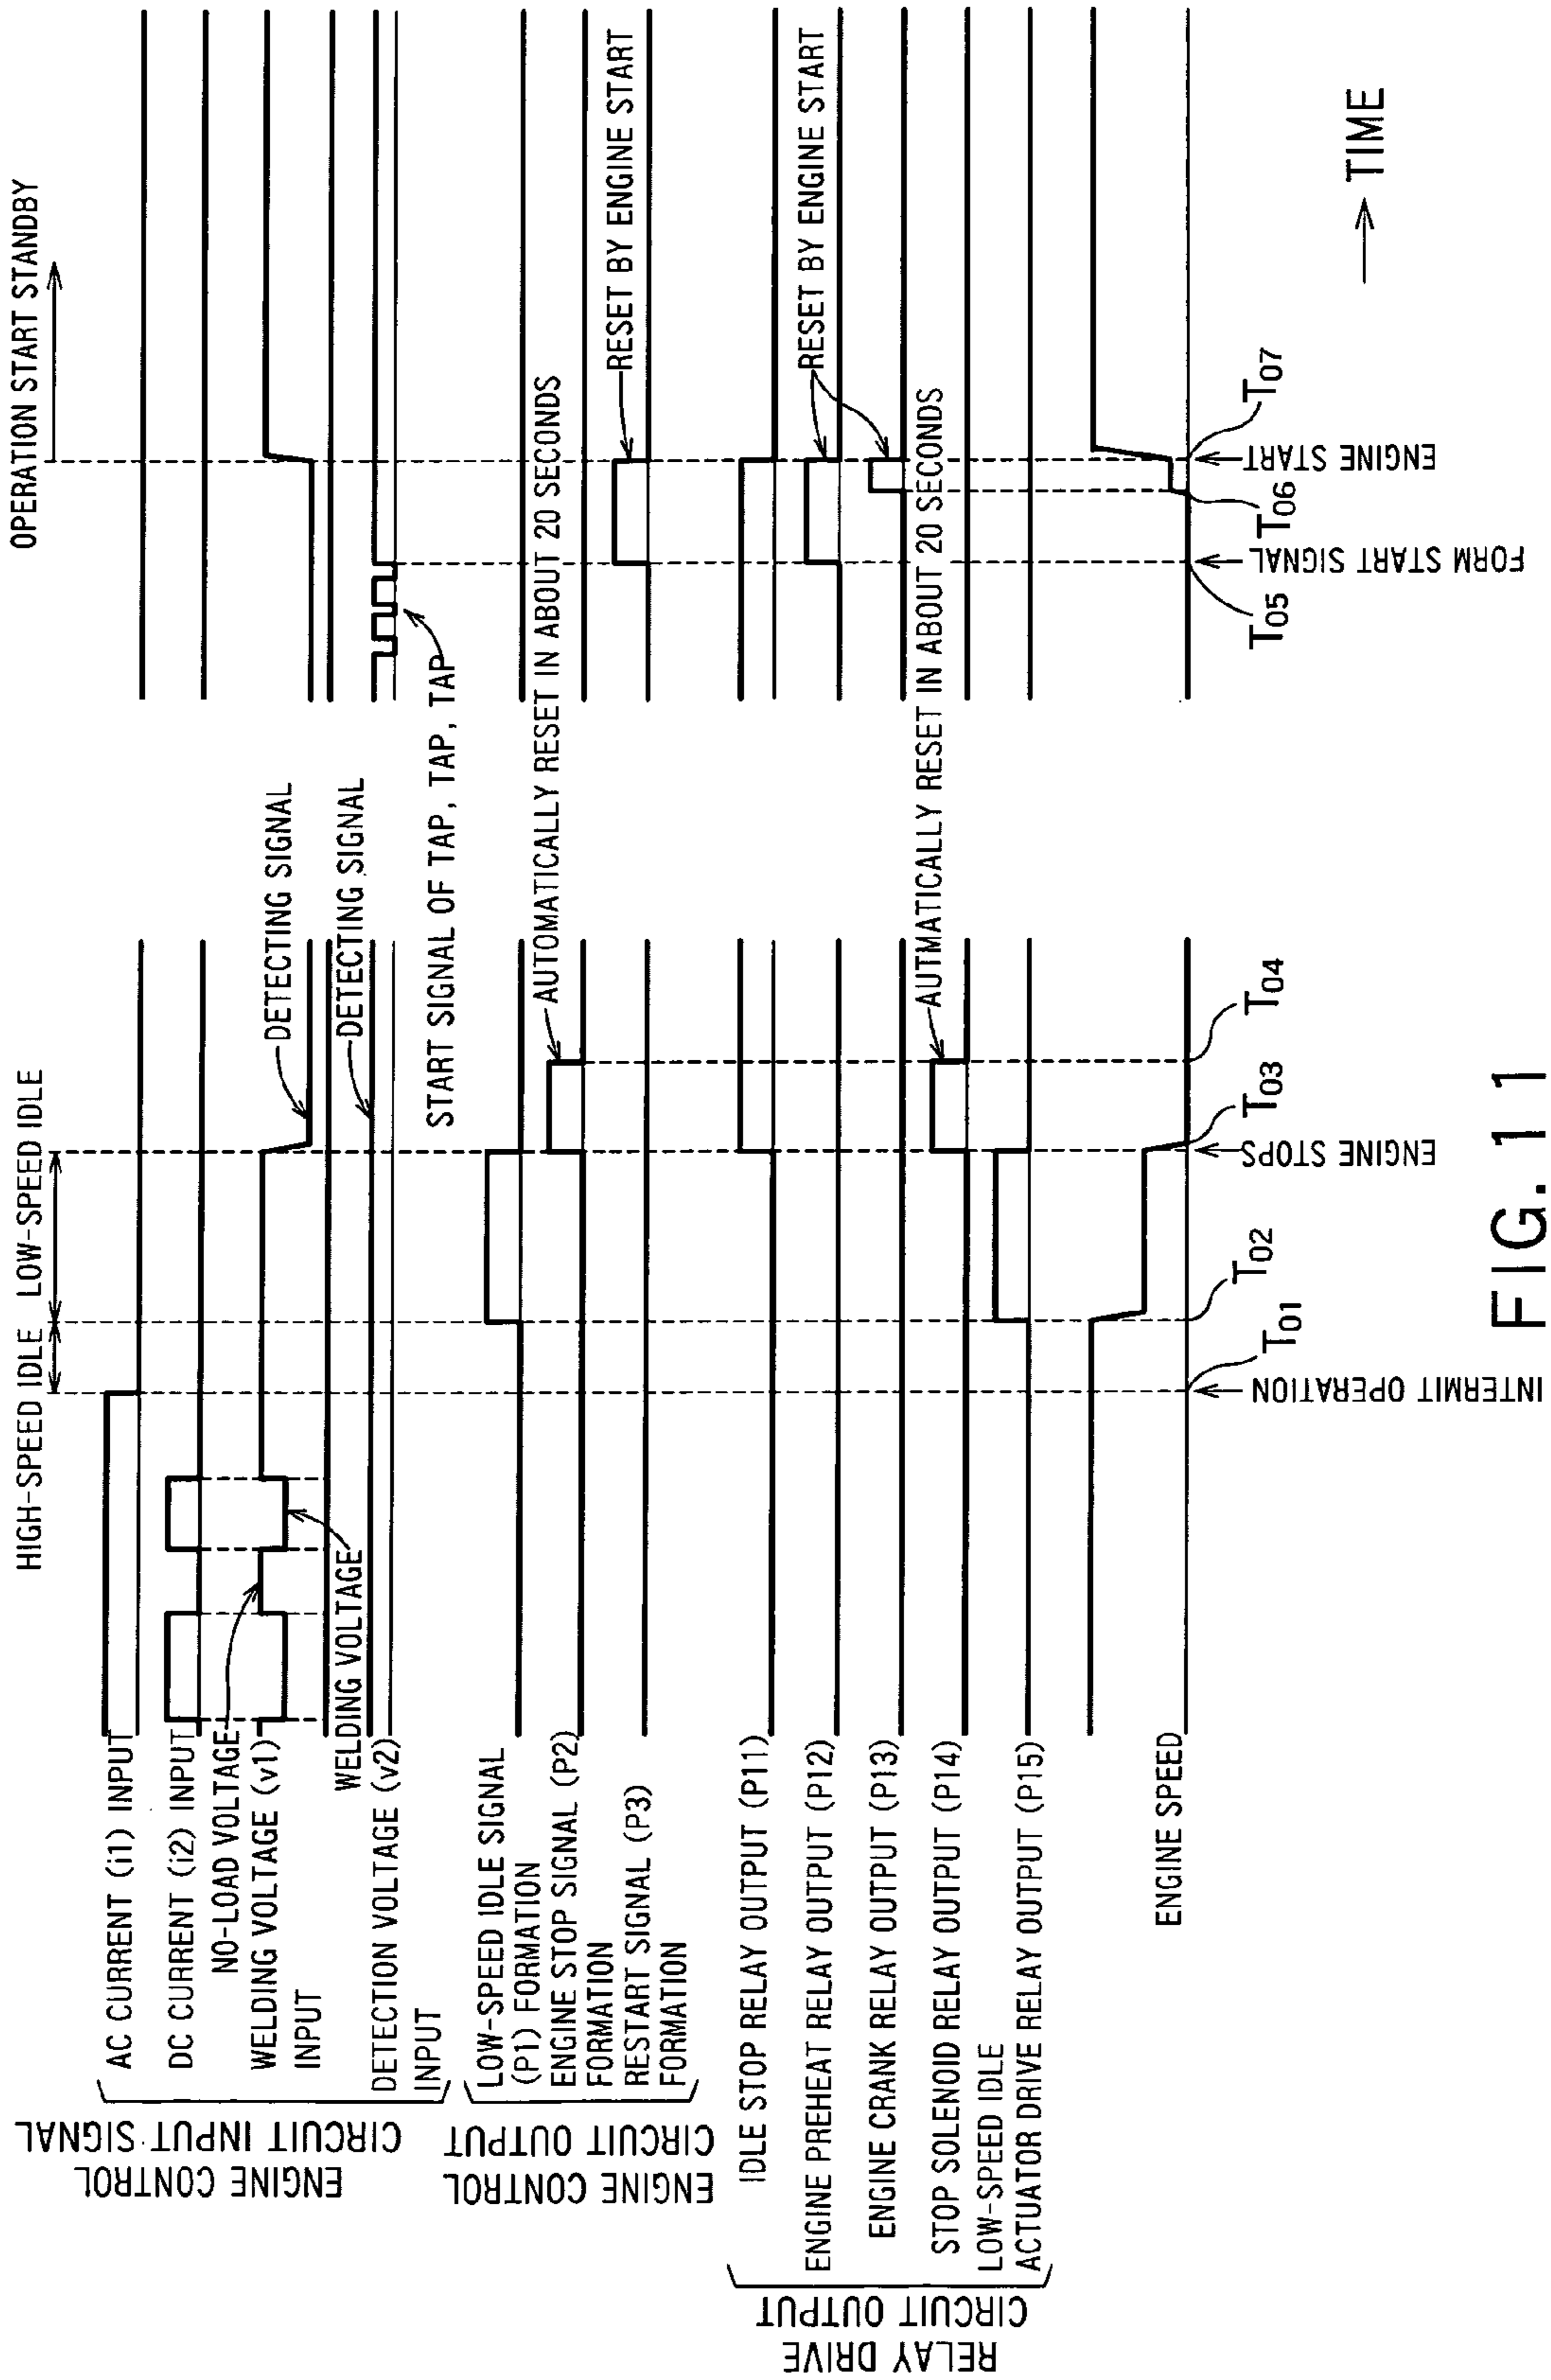 HIGH-SPEED IDLE
LOW-SPEED IDLE
OPERATION START STANDBY
ENGINE CONTROL
CIRCUIT INPUT SIGNAL
AC CURRENT (i1) INPUT
DC CURRENT (i2) INPUT
NO-LOAD VOLTAGE
WELDING VOLTAGE (v1)
INPUT
WELDING VOLTAGE
DETECTION VOLTAGE (v2)
INPUT
DETECTING SIGNAL
DETECTING SIGNAL
START SIGNAL OF TAP, TAP, TAP
ENGINE CONTROL
CIRCUIT OUTPUT
LOW-SPEED IDLE SIGNAL
(P1) FORMATION
ENGINE STOP SIGNAL (P2)
FORMATION
RESTART SIGNAL (P3)
FORMATION
AUTOMATICALLY RESET IN ABOUT 20 SECONDS
RESET BY ENGINE START
RELAY DRIVE
CIRCUIT OUTPUT
IDLE STOP RELAY OUTPUT (P11)
ENGINE PREHEAT RELAY OUTPUT (P12)
ENGINE CRANK RELAY OUTPUT (P13)
STOP SOLENOID RELAY OUTPUT (P14)
LOW-SPEED IDLE
ACTUATOR DRIVE RELAY OUTPUT (P15)
RESET BY ENGINE START
AUTMATICALLY RESET IN ABOUT 20 SECONDS
ENGINE SPEED
T01
T02
T03
T04
T05
T06
T07
INTERMIT OPERATION
ENGINE STOPS
FORM START SIGNAL
ENGINE START
TIME
FIG. 11